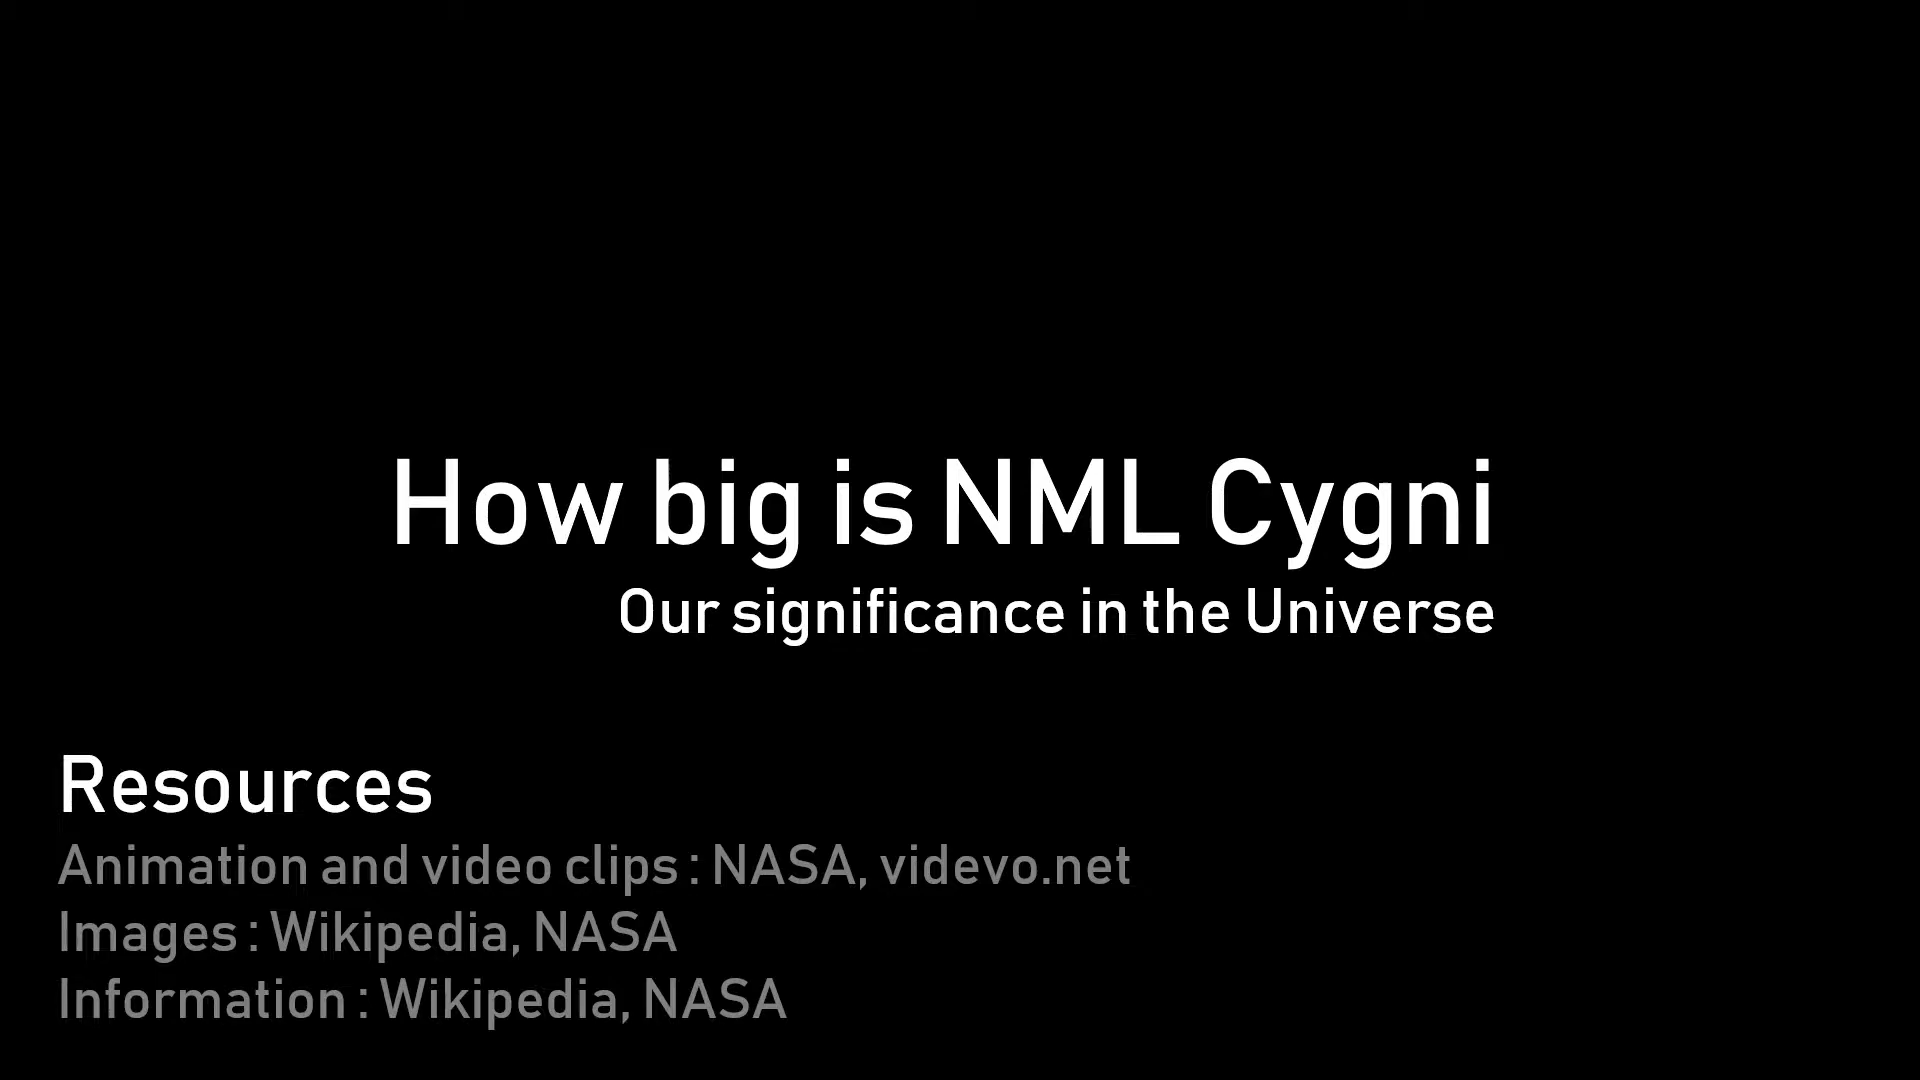 How big is NML Cygni
Our significance in the Universe
Resources
Animation and video clips : NASA, videvo.net
Images : Wikipedia, NASA
Information : Wikipedia, NASA